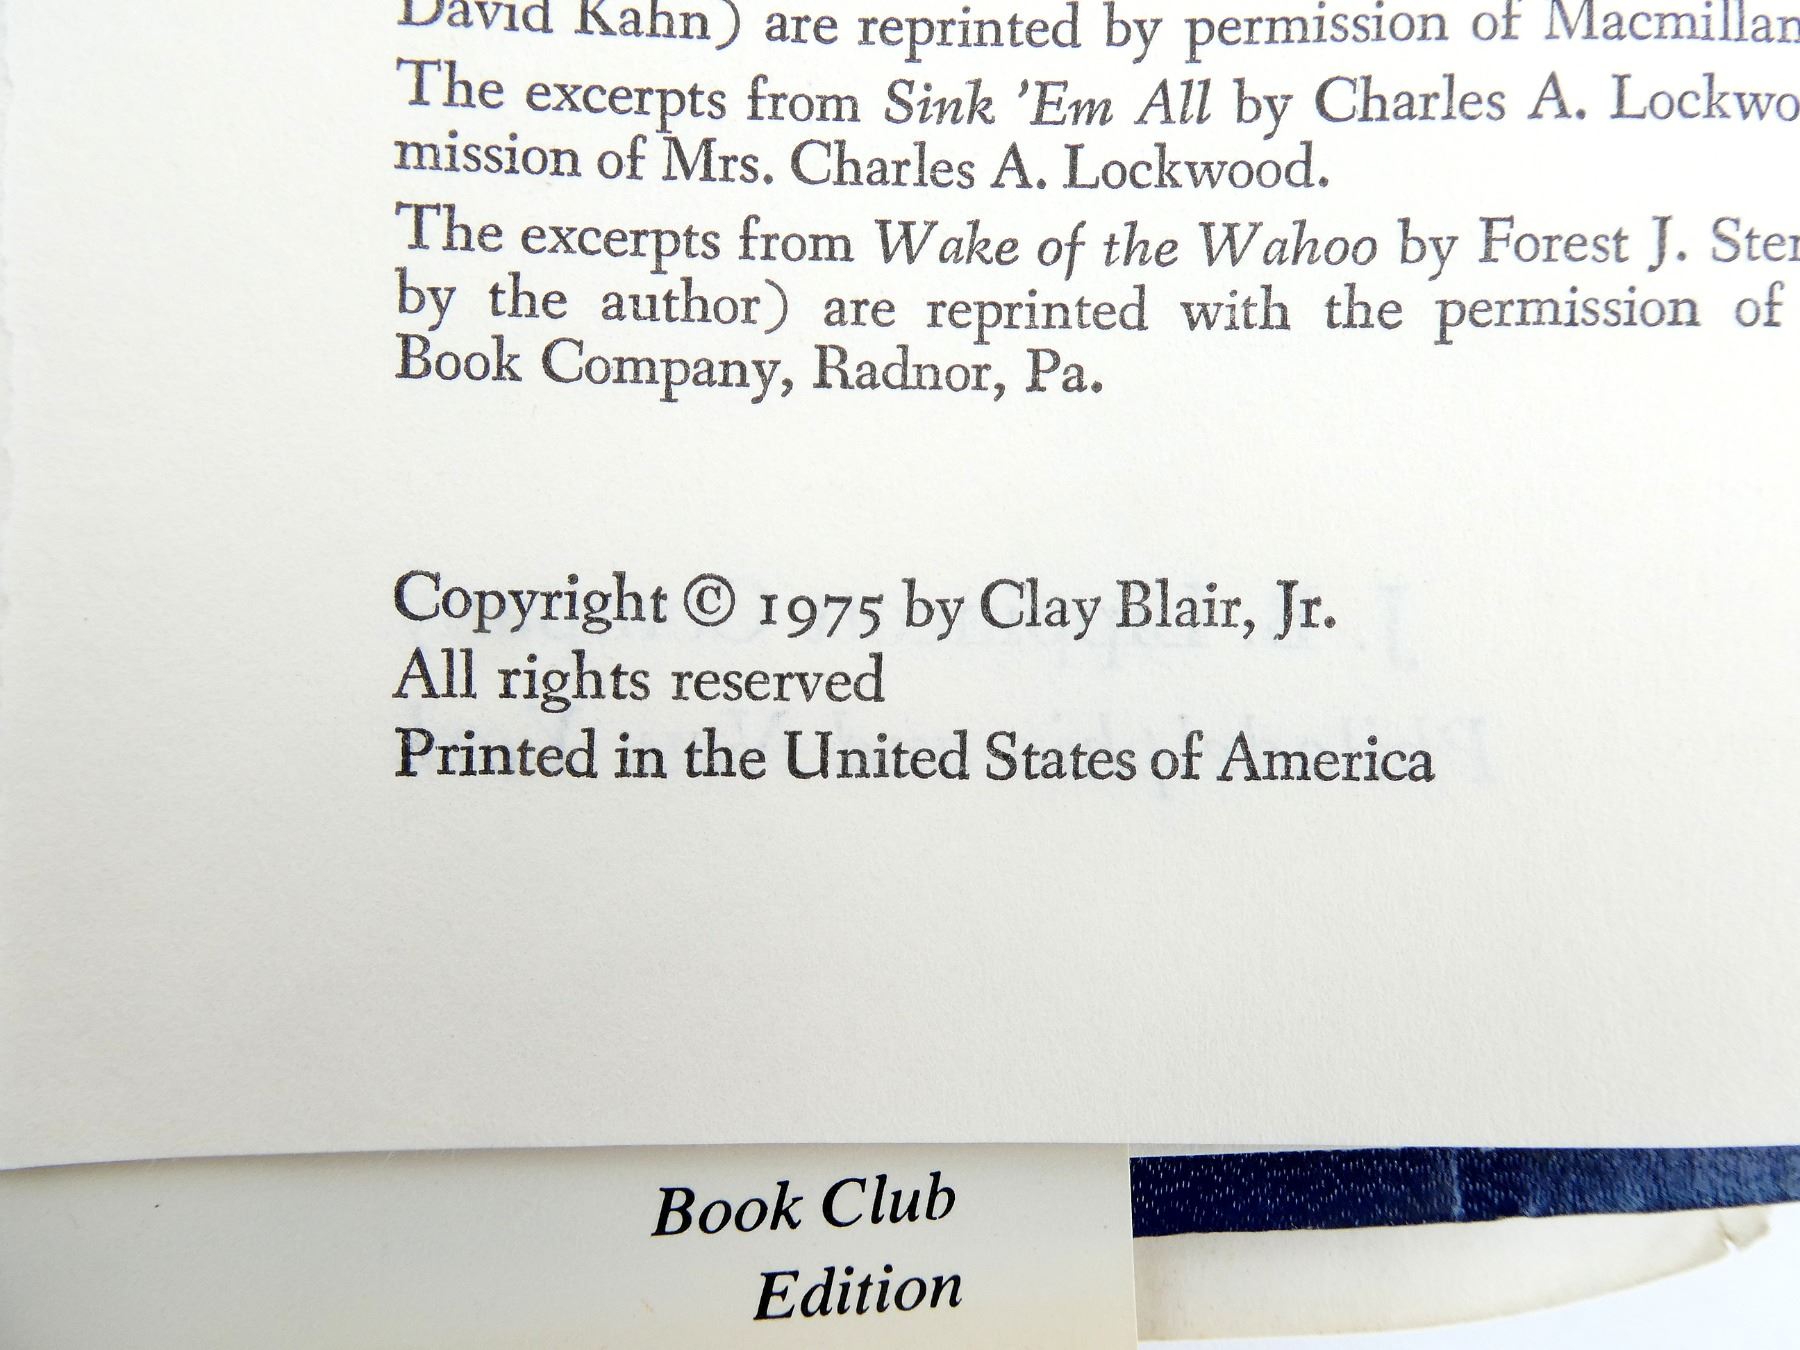 David Kahn) are reprinted by permission of Macmillan
The excerpts from Sink 'Em All by Charles A. Lockwo
mission of Mrs. Charles A. Lockwood.
The excerpts from Wake of the Wahoo by Forest J. Ster
by the author) are reprinted with the permission of
Book Company, Radnor, Pa.
Copyright © 1975 by Clay Blair, Jr.
All rights reserved
Printed in the United States of America
Book Club
Edition